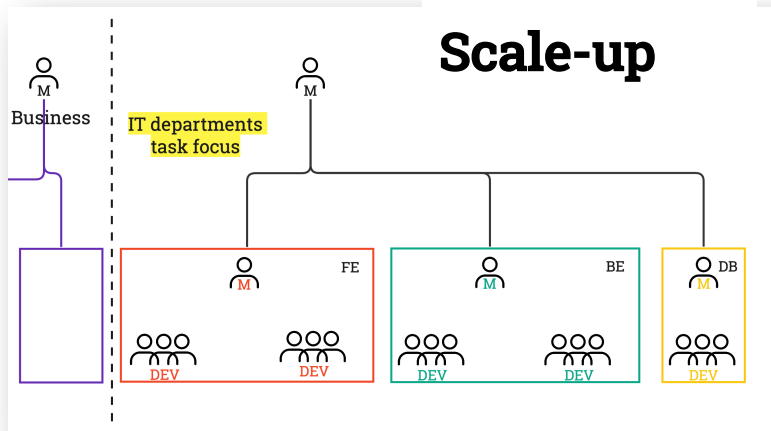 Scale-up
M
Business
M
IT departments
task focus
M
FE
DEV
DEV
M
BE
DEV
DEV
M
DB
DEV